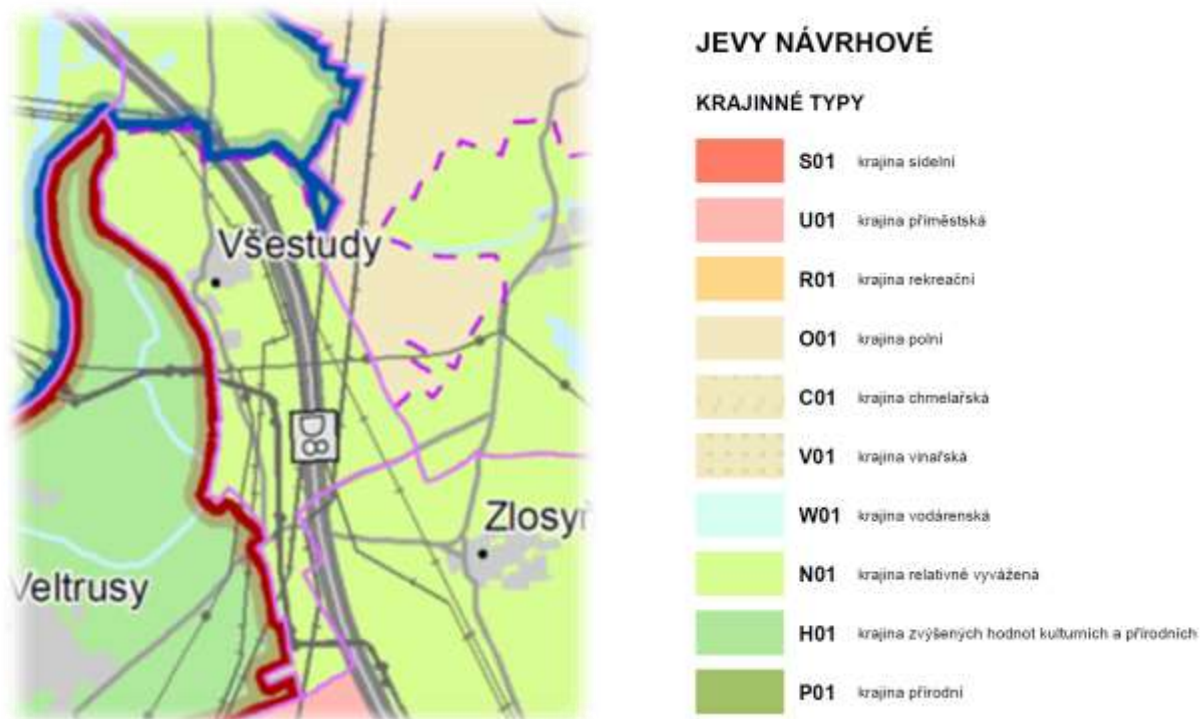 Všestudy
D8
Zlosyň
Veltrusy
JEVY NÁVRHOVÉ
KRAJINNÉ TYPY
S01 krajina sídelní
U01 krajina příměstská
R01 krajina rekreační
O01 krajina polní
C01 krajina chmelařská
V01 krajina vinařská
W01 krajina vodárenská
N01 krajina relativně vyvážená
H01 krajina zvýšených hodnot kulturních a přírodních
P01 krajina přírodní